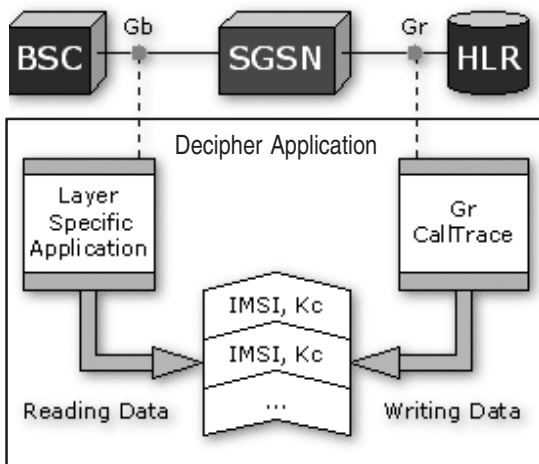 Gb
Gr
BSC
SGSN
HLR
Decipher Application
Layer
Specific
Application
Gr
CallTrace
IMSI, Kc
IMSI, Kc
...
Reading Data
Writing Data